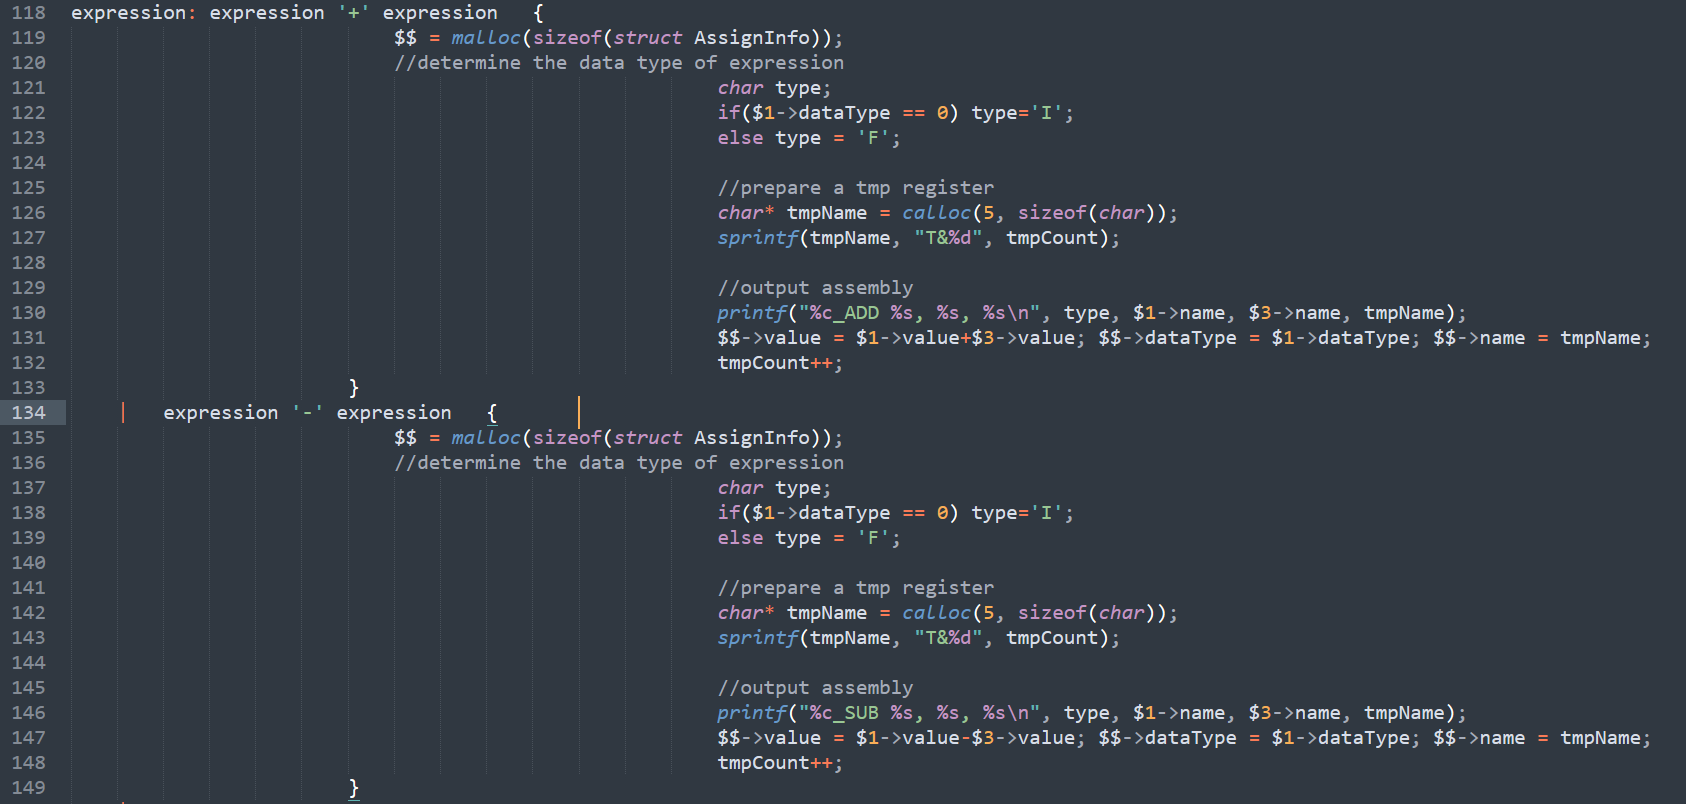 118 expression: expression '+' expression {
119 $$ = malloc(sizeof(struct AssignInfo));
120 //determine the data type of expression
121 char type;
122 if($1->dataType == 0) type='I';
123 else type = 'F';
124
125 //prepare a tmp register
126 char* tmpName = calloc(5, sizeof(char));
127 sprintf(tmpName, "T&%d", tmpCount);
128
129 //output assembly
130 printf("%c_ADD %s, %s, %s\n", type, $1->name, $3->name, tmpName);
131 $$->value = $1->value+$3->value; $$->dataType = $1->dataType; $$->name = tmpName;
132 tmpCount++;
133 }
134 | expression '-' expression {
135 $$ = malloc(sizeof(struct AssignInfo));
136 //determine the data type of expression
137 char type;
138 if($1->dataType == 0) type='I';
139 else type = 'F';
140
141 //prepare a tmp register
142 char* tmpName = calloc(5, sizeof(char));
143 sprintf(tmpName, "T&%d", tmpCount);
144
145 //output assembly
146 printf("%c_SUB %s, %s, %s\n", type, $1->name, $3->name, tmpName);
147 $$->value = $1->value-$3->value; $$->dataType = $1->dataType; $$->name = tmpName;
148 tmpCount++;
149 }